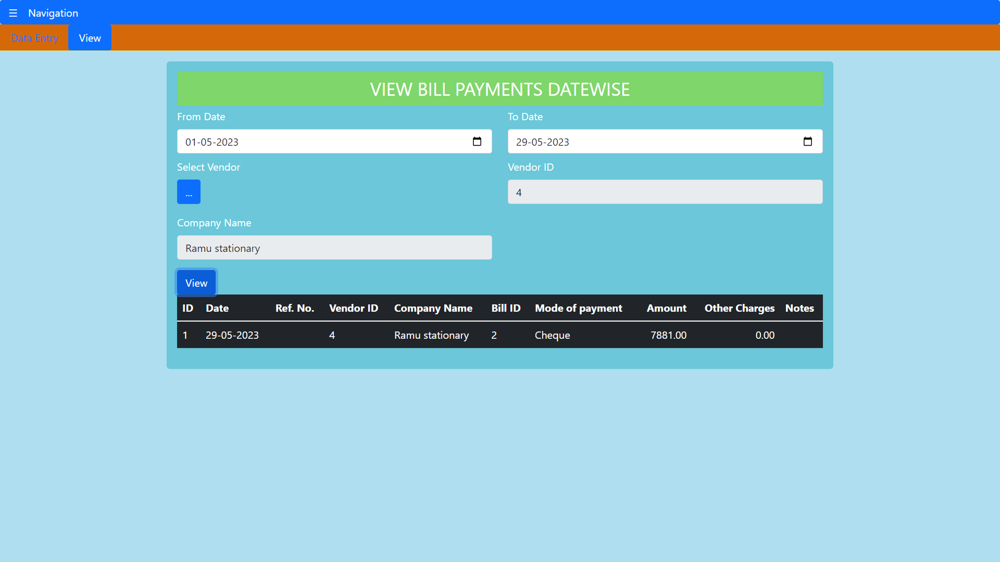 ☰ Navigation
Data Entry View
VIEW BILL PAYMENTS DATEWISE
From Date To Date
01-05-2023 29-05-2023
Select Vendor Vendor ID
... 4
Company Name
Ramu stationary
View
ID Date Ref. No. Vendor ID Company Name Bill ID Mode of payment Amount Other Charges Notes
1 29-05-2023 4 Ramu stationary 2 Cheque 7881.00 0.00